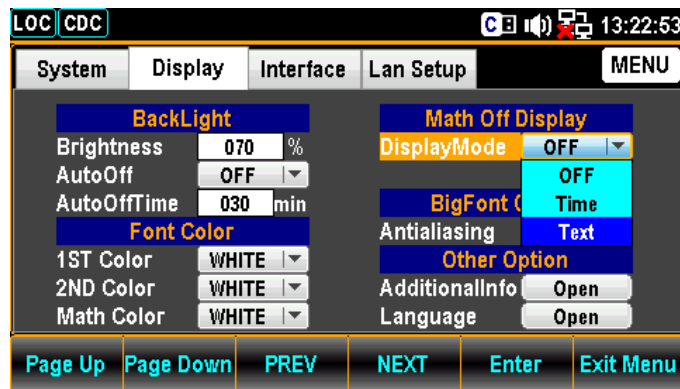 LOC CDC C 13:22:53
System Display Interface Lan Setup MENU
BackLight
Brightness 070 %
AutoOff OFF
AutoOffTime 030 min
Font Color
1ST Color WHITE
2ND Color WHITE
Math Color WHITE
Math Off Display
DisplayMode OFF
OFF
Time
Text
BigFont
Antialiasing
Other Option
AdditionalInfo Open
Language Open
Page Up Page Down PREV NEXT Enter Exit Menu